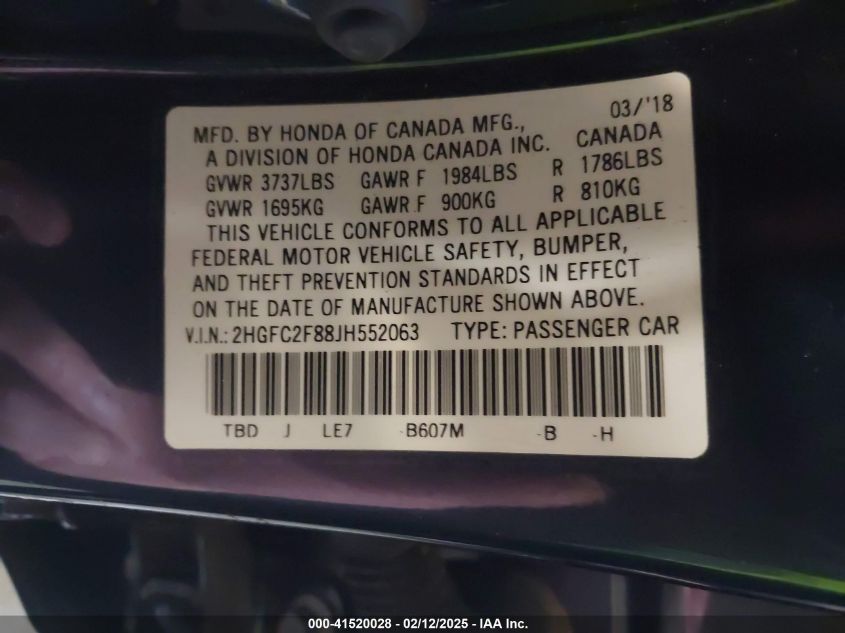 03/'18
MFD. BY HONDA OF CANADA MFG.,
A DIVISION OF HONDA CANADA INC. CANADA
GVWR 3737LBS GAWR F 1984LBS R 1786LBS
GVWR 1695KG GAWR F 900KG R 810KG
THIS VEHICLE CONFORMS TO ALL APPLICABLE
FEDERAL MOTOR VEHICLE SAFETY, BUMPER,
AND THEFT PREVENTION STANDARDS IN EFFECT
ON THE DATE OF MANUFACTURE SHOWN ABOVE.
V.I.N.: 2HGFC2F88JH552063 TYPE: PASSENGER CAR
TBD J LE7 -B607M -B -H
000-41520028 - 02/12/2025 - IAA Inc.